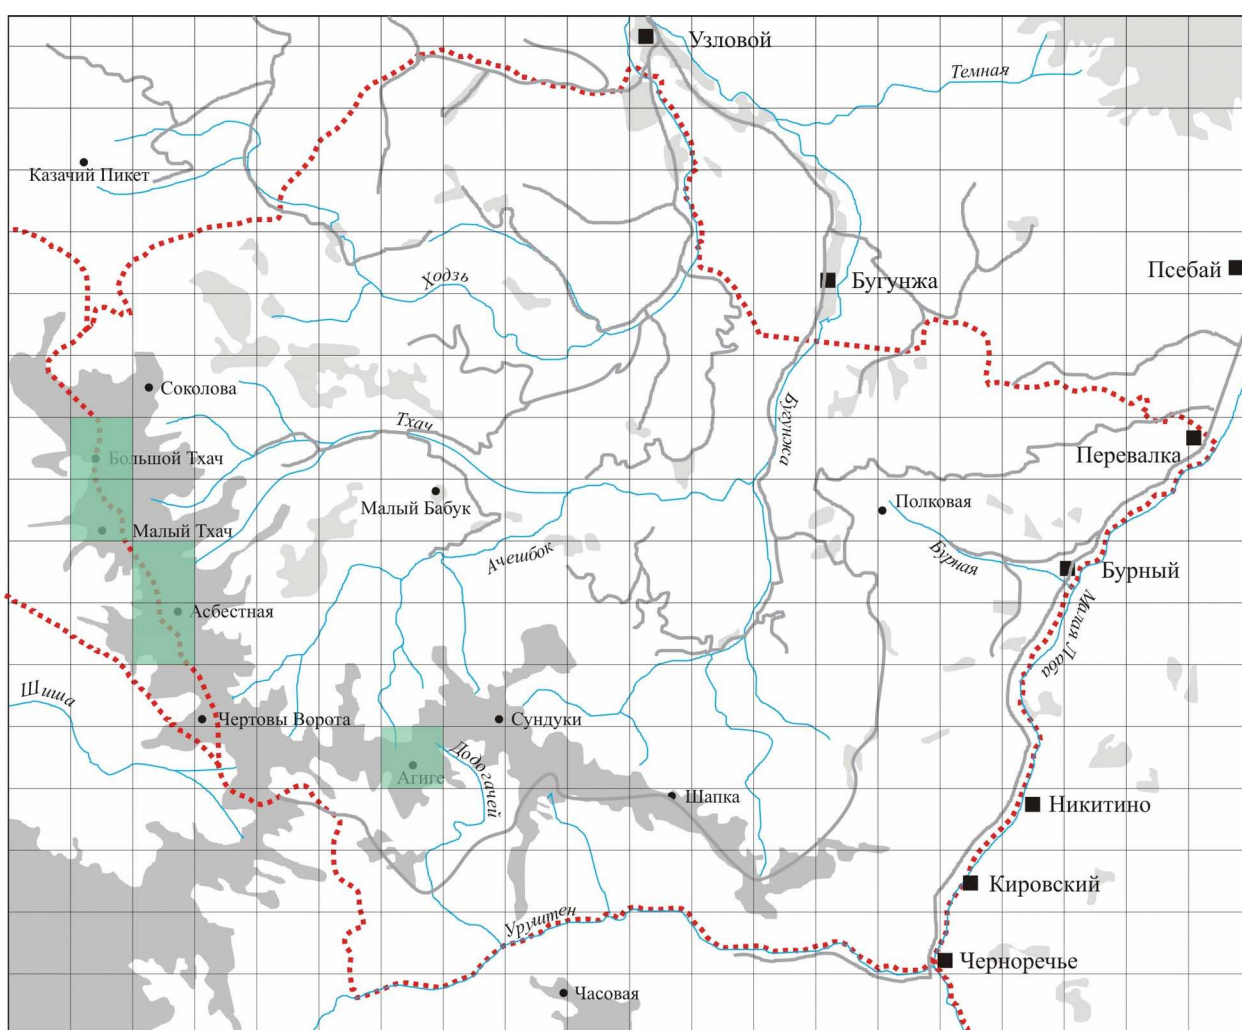 Узловой
Темная
Казачий Пикет
Ходзь
Бугунжа
Псебай
Соколова
Тхач
Бугунжа
Большой Тхач
Перевалка
Малый Бабук
Полковая
Малый Тхач
Ачешбок
Бурная
Бурный
Асбестная
Малая Лаба
Шиша
Чертовы Ворота
Сундуки
Додогачей
Агиге
Шапка
Никитино
Кировский
Уруштен
Черноречье
Часовая